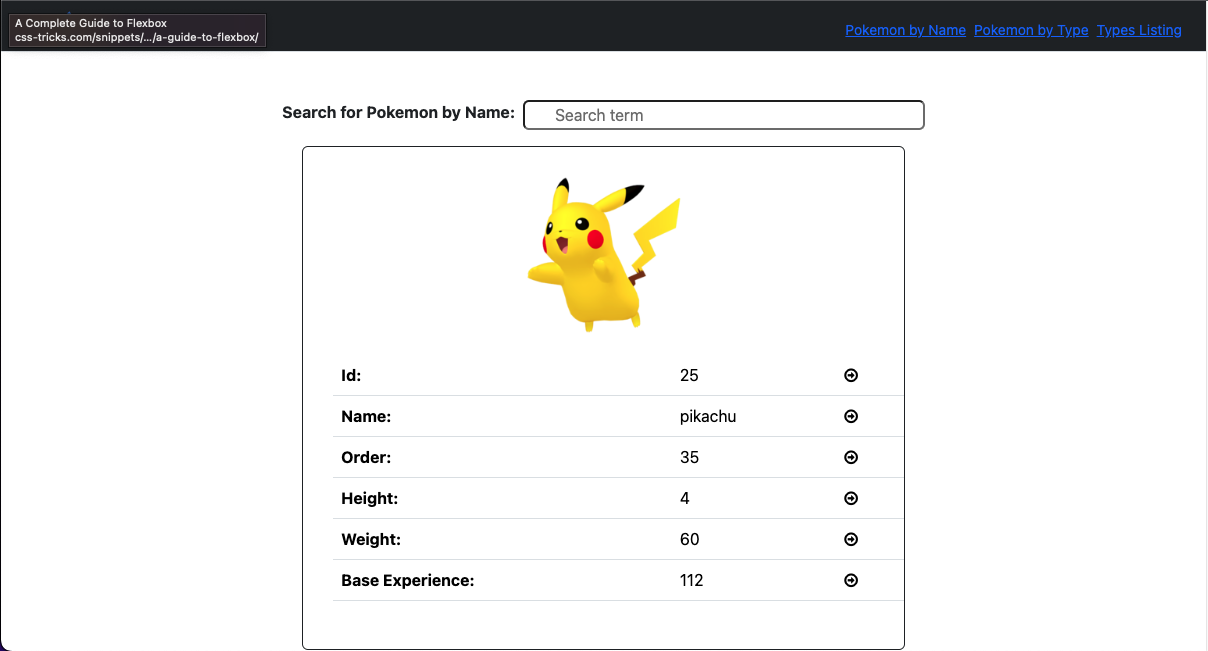 A Complete Guide to Flexbox
css-tricks.com/snippets/.../a-guide-to-flexbox/
Pokemon by Name Pokemon by Type Types Listing
Search for Pokemon by Name: Search term
Id: 25
Name: pikachu
Order: 35
Height: 4
Weight: 60
Base Experience: 112